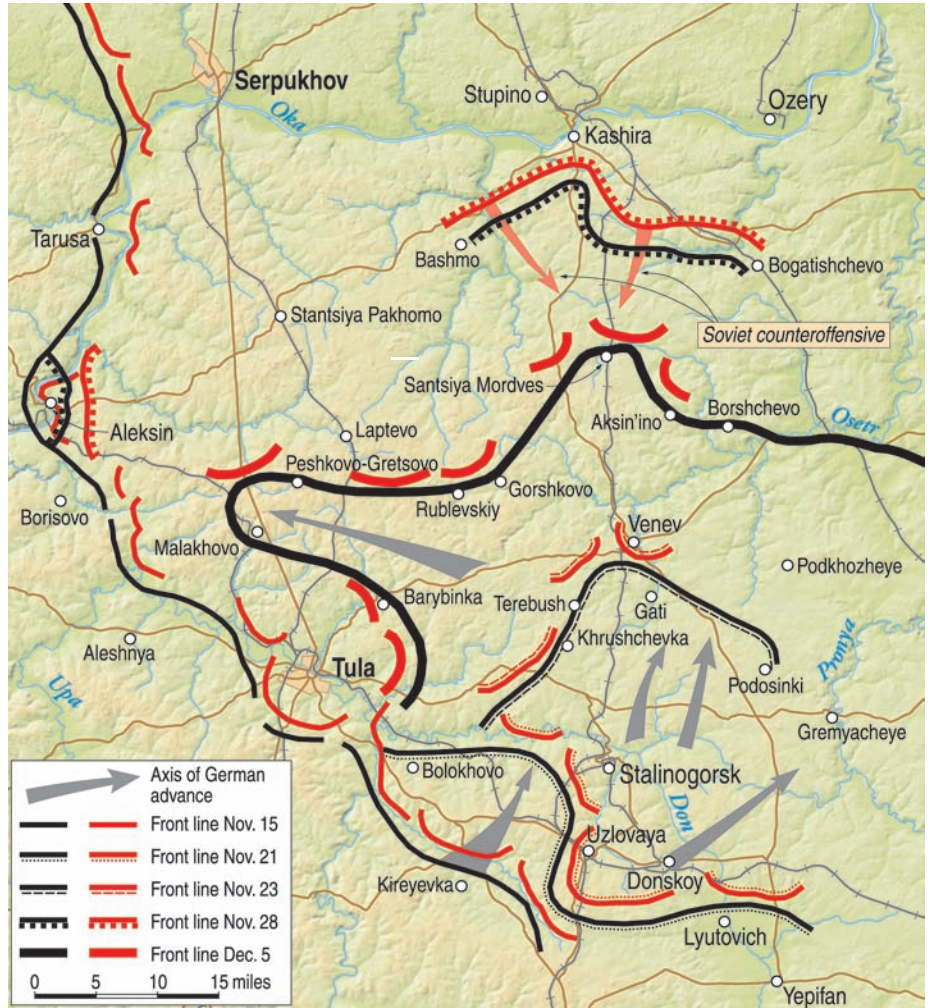 Serpukhov
Stupino
Ozery
Oka
Kashira
Tarusa
Bashmo
Bogatishchevo
Stantsiya Pakhomo
Soviet counteroffensive
Santsiya Mordves
Aksin'ino
Borshchevo
Osetr
Aleksin
Laptevo
Peshkovo-Gretsovo
Gorshkovo
Rublevskiy
Borisovo
Malakhovo
Venev
Podkhozheye
Barybinka
Terebush
Gati
Khrushchevka
Aleshnya
Tula
Podosinki
Pronya
Upa
Gremyacheye
Bolokhovo
Stalinogorsk
Don
Uzlovaya
Donskoy
Kireyevka
Lyutovich
Yepifan
Axis of German
advance
Front line Nov. 15
Front line Nov. 21
Front line Nov. 23
Front line Nov. 28
Front line Dec. 5
0 5 10 15 miles